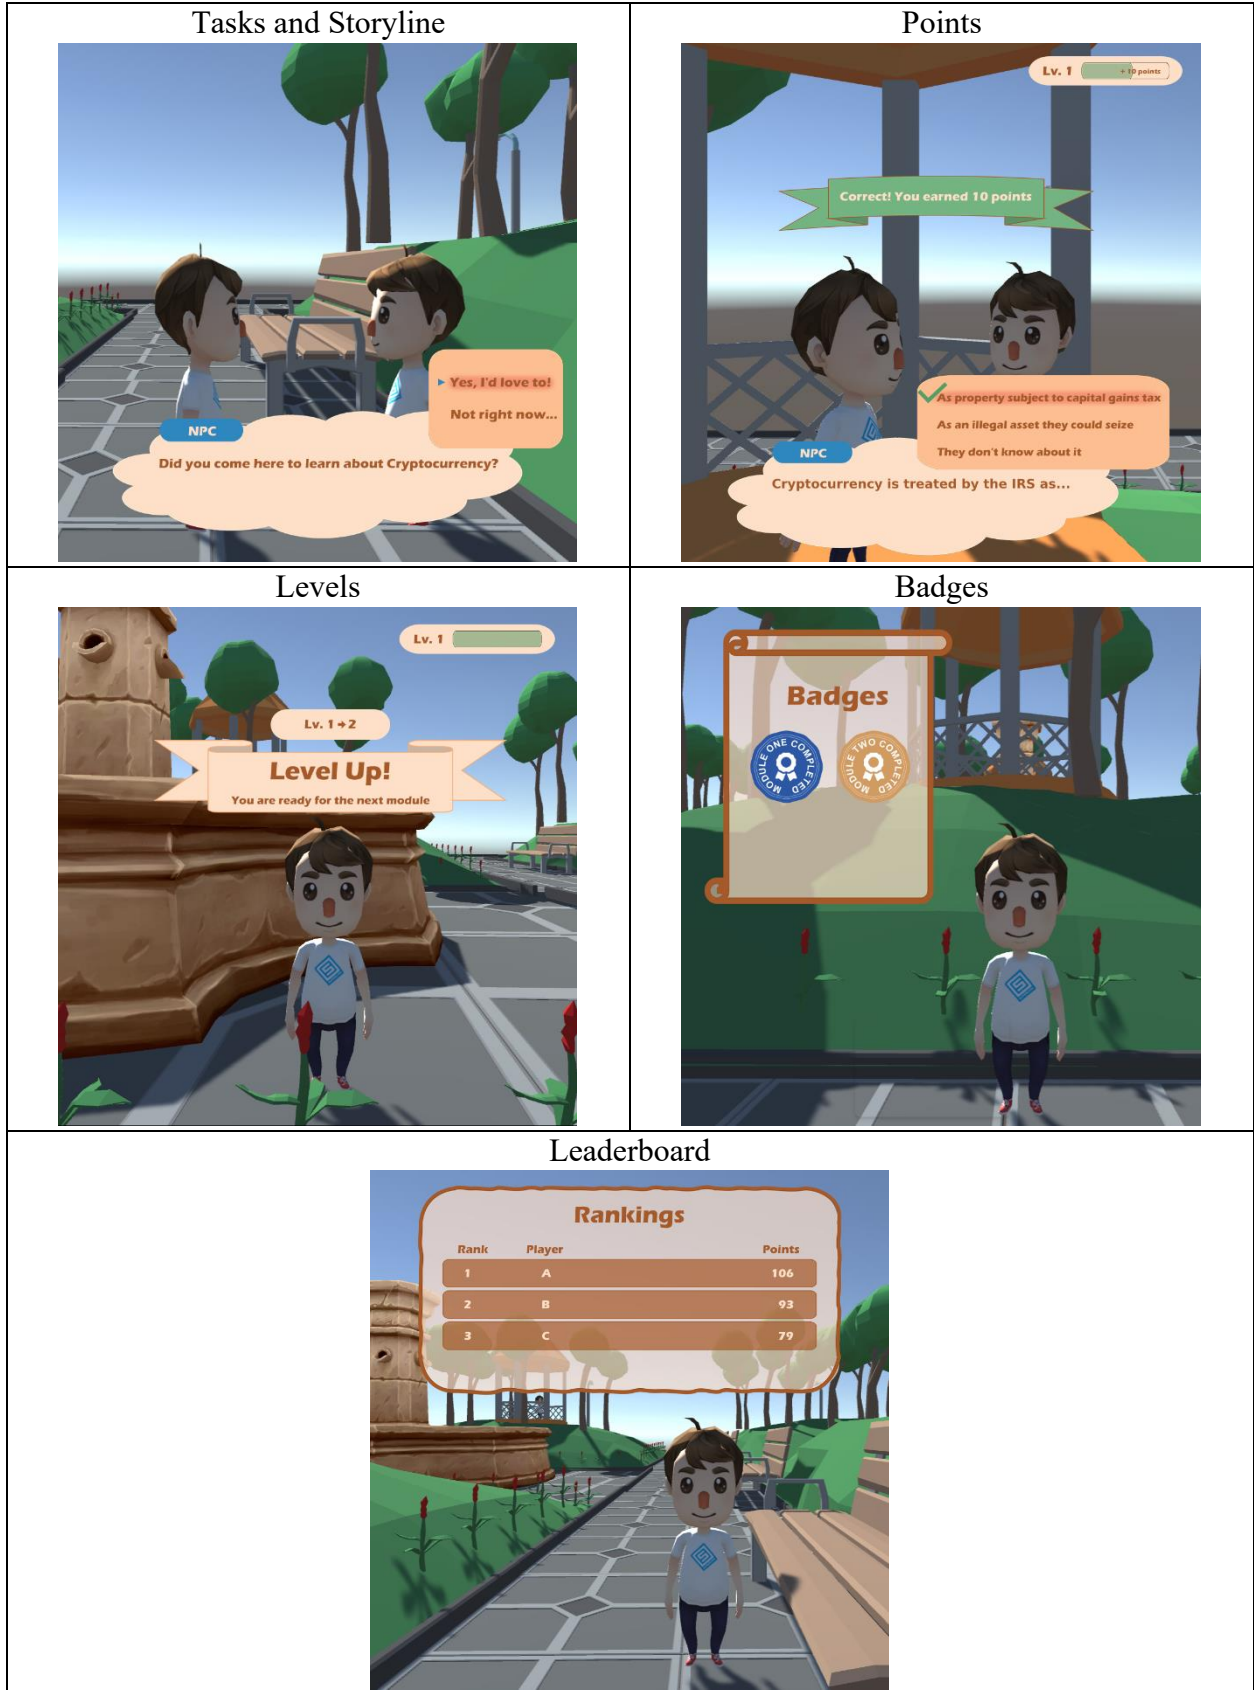 Tasks and Storyline
Yes, I'd love to!
Not right now...
NPC
Did you come here to learn about Cryptocurrency?
Points
Lv. 1 + 10 points
Correct! You earned 10 points
As property subject to capital gains tax
As an illegal asset they could seize
They don't know about it
NPC
Cryptocurrency is treated by the IRS as...
Levels
Lv. 1
Lv. 1→2
Level Up!
You are ready for the next module
Badges
Badges
MODULE ONE COMPLETED
MODULE TWO COMPLETED
Leaderboard
Rankings
Rank Player Points
1 A 106
2 B 93
3 C 79